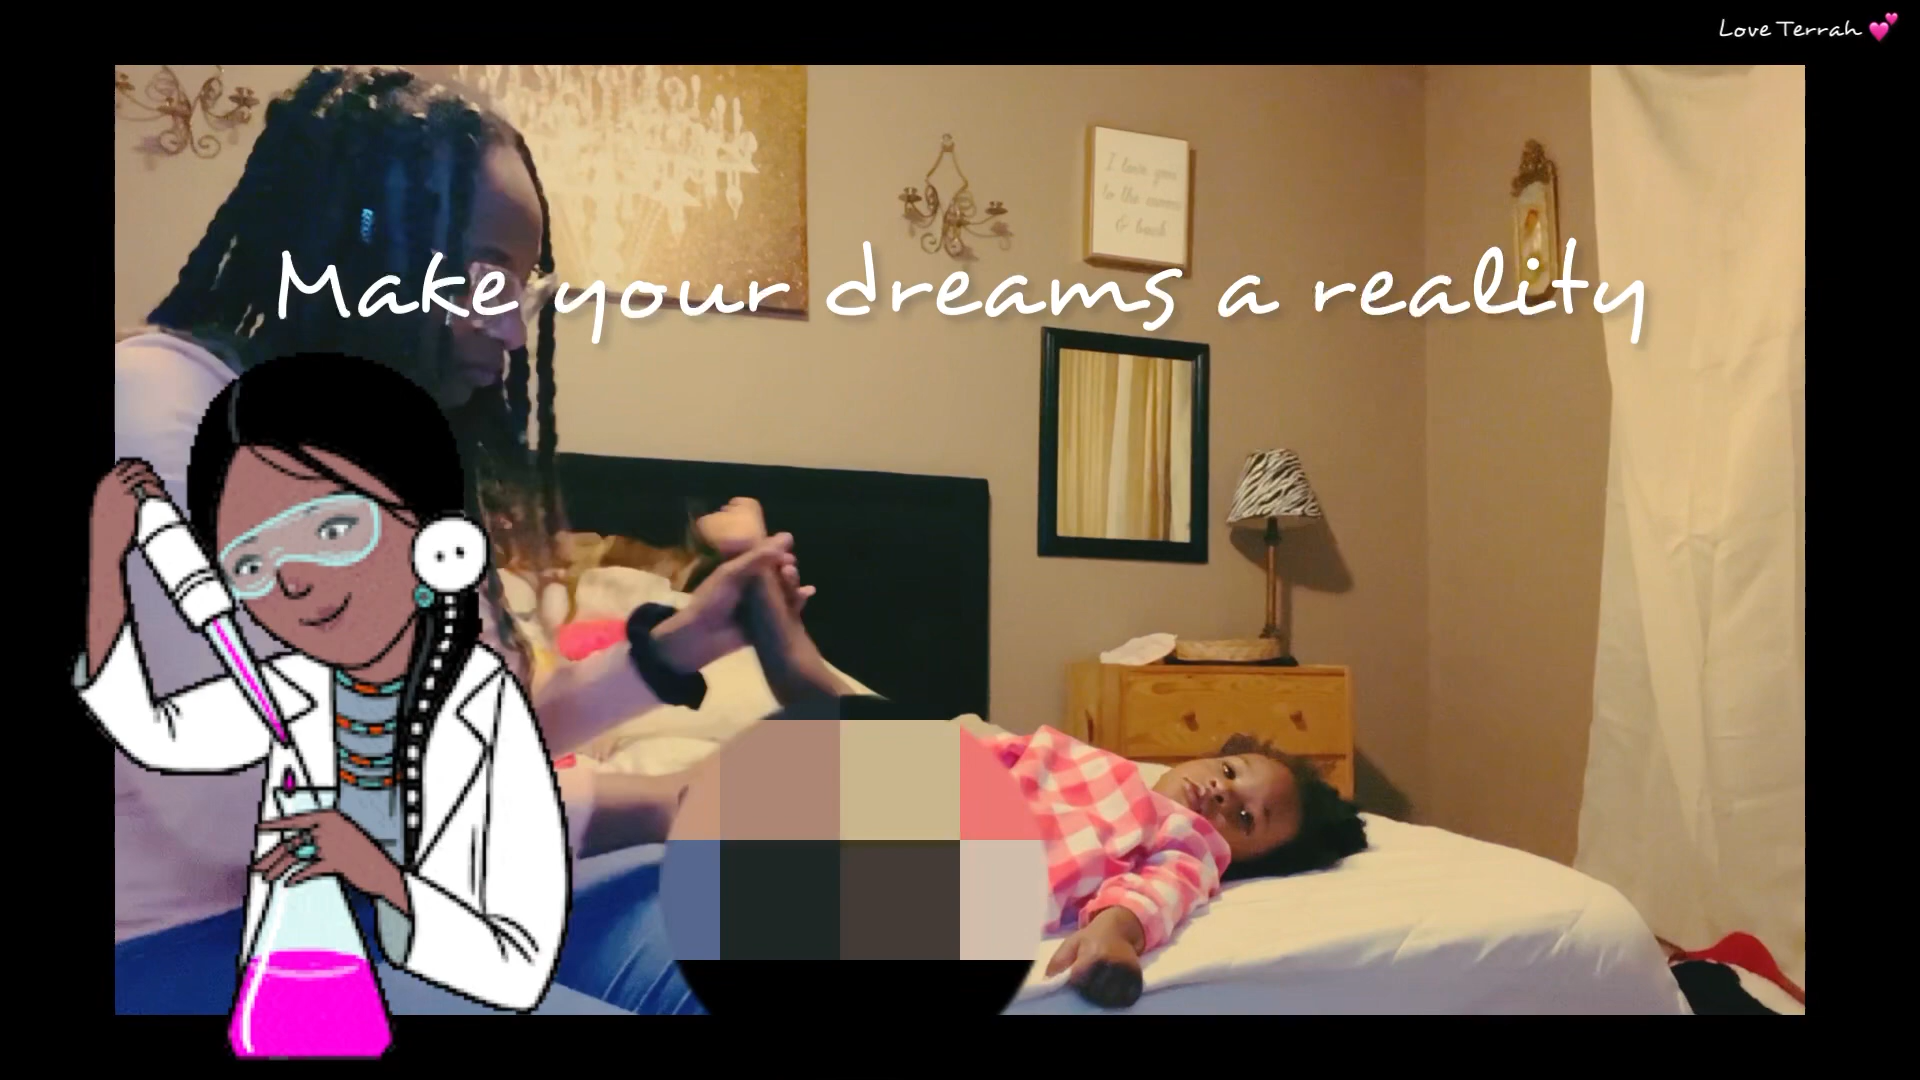 Love Terrah 💕
I love you
to the moon
& back
Make your dreams a reality